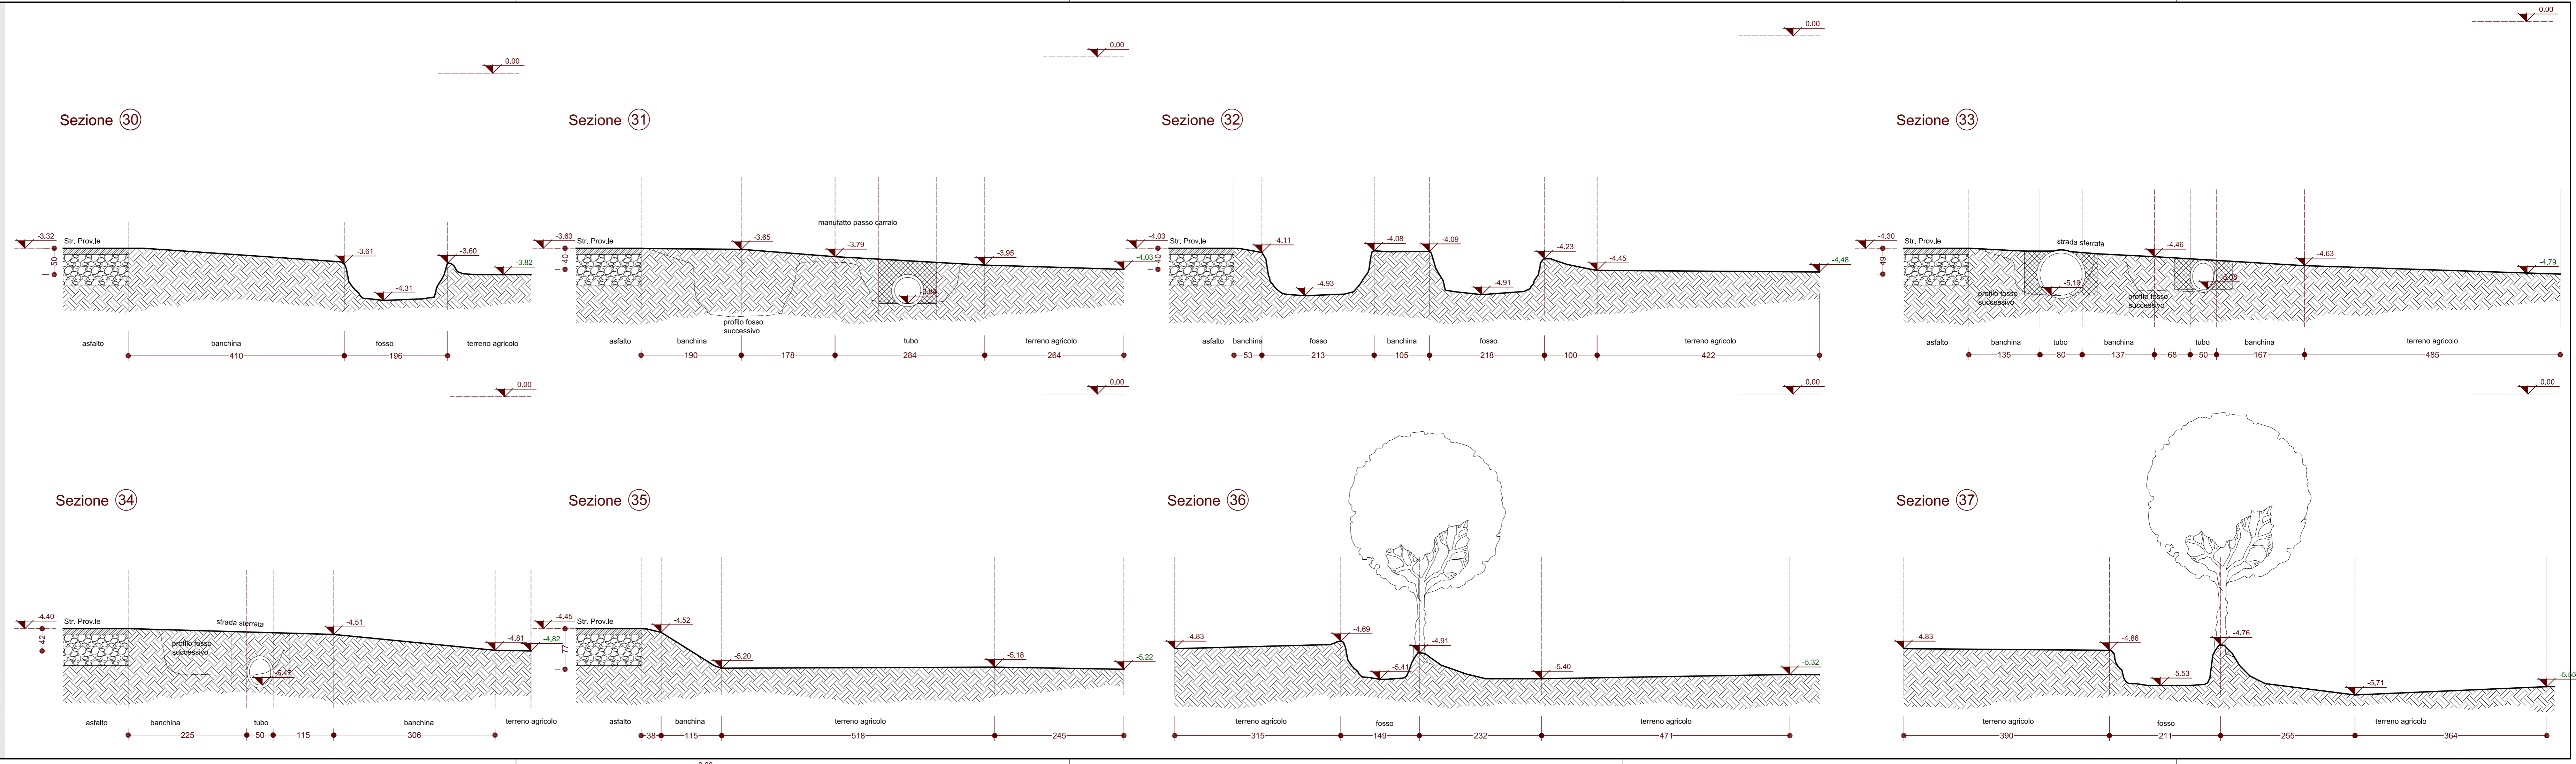 0.00
0.00
0.00
0.00
Sezione 30
-3,32
Str. Prov.le
50
-3,61
-4,31
-3,60
-3.82
asfalto
banchina
fosso
terreno agricolo
410
196
Sezione 31
-3,63
Str. Prov.le
40
manufatto passo carraio
-3,65
-3,79
-3,95
-4,03
profilo fosso
successivo
asfalto
banchina
tubo
terreno agricolo
190
178
284
264
Sezione 32
-4,03
Str. Prov.le
40
-4,11
-4,93
-4,08
-4,09
-4,91
-4,23
-4,45
-4,48
asfalto
banchina
fosso
banchina
fosso
terreno agricolo
53
213
105
218
100
422
Sezione 33
-4,30
Str. Prov.le
49
strada sterrata
-5,19
-4,46
-5,05
-4,63
-4,79
profilo fosso
successivo
profilo fosso
successivo
asfalto
banchina
tubo
banchina
tubo
banchina
terreno agricolo
135
80
137
68
50
167
485
0.00
0.00
0.00
0.00
Sezione 34
-4,40
Str. Prov.le
42
strada sterrata
profilo fosso
successivo
-5,47
-4,51
-4,81
-4,82
asfalto
banchina
tubo
banchina
terreno agricolo
225
50
115
306
Sezione 35
-4,45
Str. Prov.le
77
-4,52
-5,20
-5,18
-5,22
asfalto
banchina
terreno agricolo
38
115
518
245
Sezione 36
-4,83
-4,69
-5,41
-4,91
-5,40
-5,32
terreno agricolo
fosso
terreno agricolo
315
149
232
471
Sezione 37
-4,83
-4,86
-5,53
-4,76
-5,71
terreno agricolo
fosso
terreno agricolo
390
211
255
364